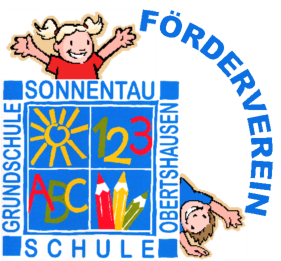 FÖRDERVEREIN
SONNENTAU
GRUNDSCHULE
123
ABC
OBERTSHAUSEN
SCHULE